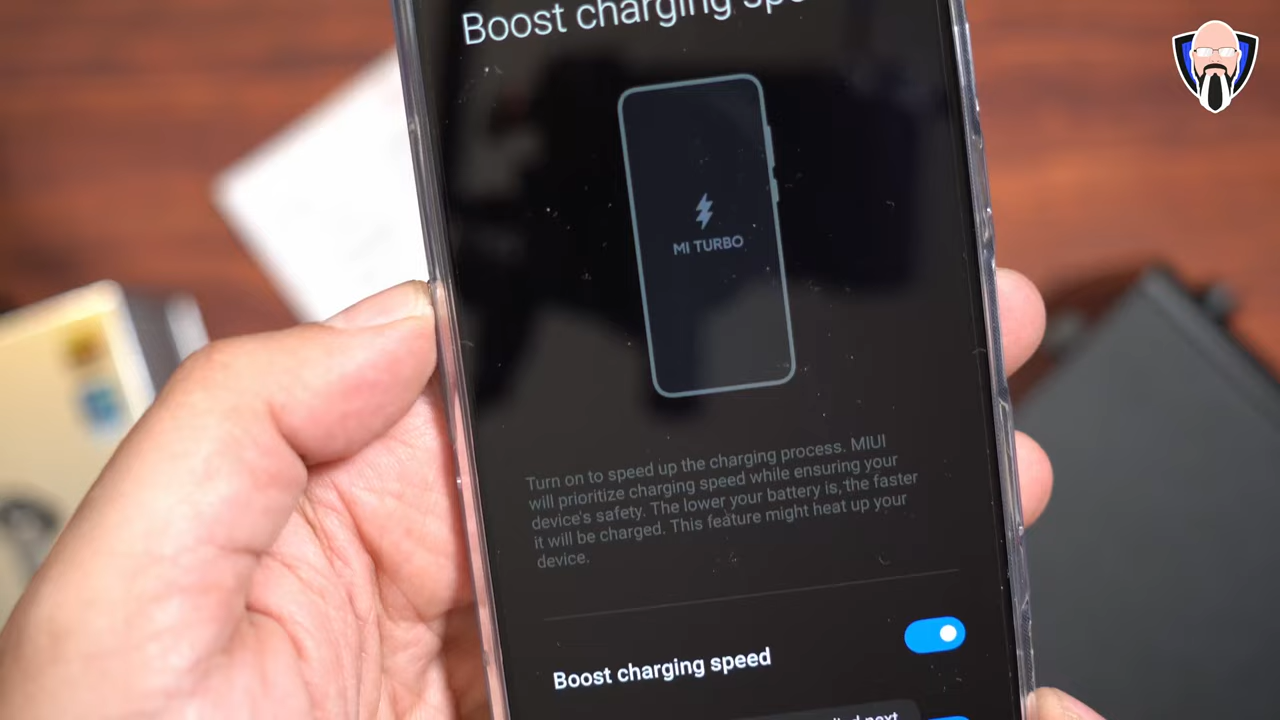 Boost charging
MI TURBO
Turn on to speed up the charging process. MIUI
will prioritize charging speed while ensuring your
device's safety. The lower your battery is, the faster
it will be charged. This feature might heat up your
device.
Boost charging speed
next